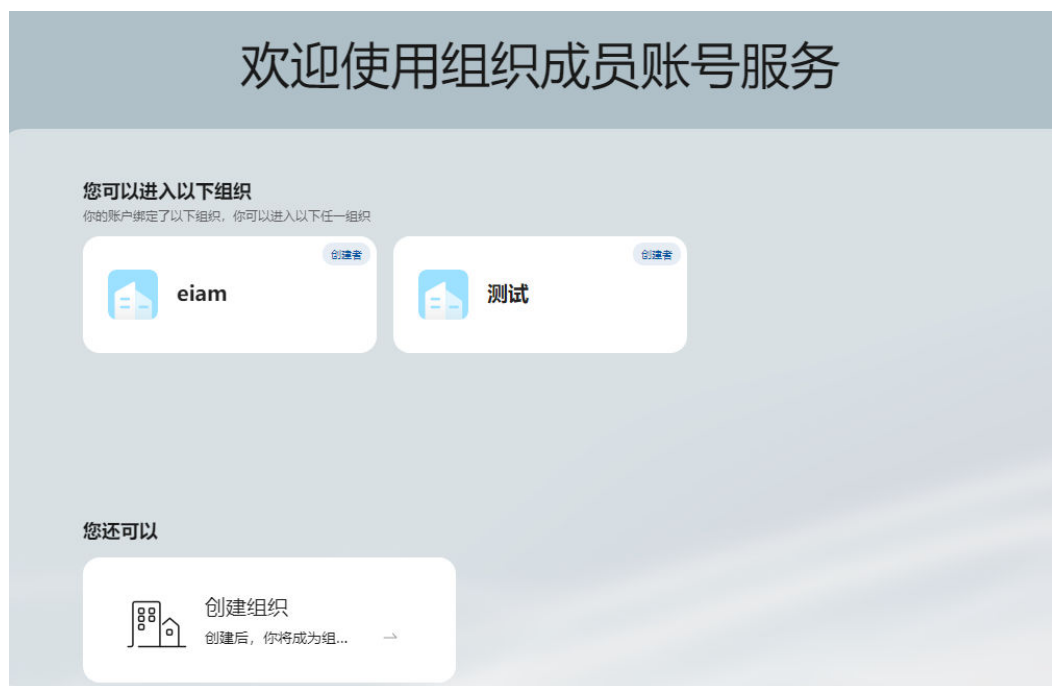 欢迎使用组织成员账号服务
您可以进入以下组织
你的账户绑定了以下组织，你可以进入以下任一组织
创建者
eiam
创建者
测试
您还可以
创建组织
创建后，你将成为组...